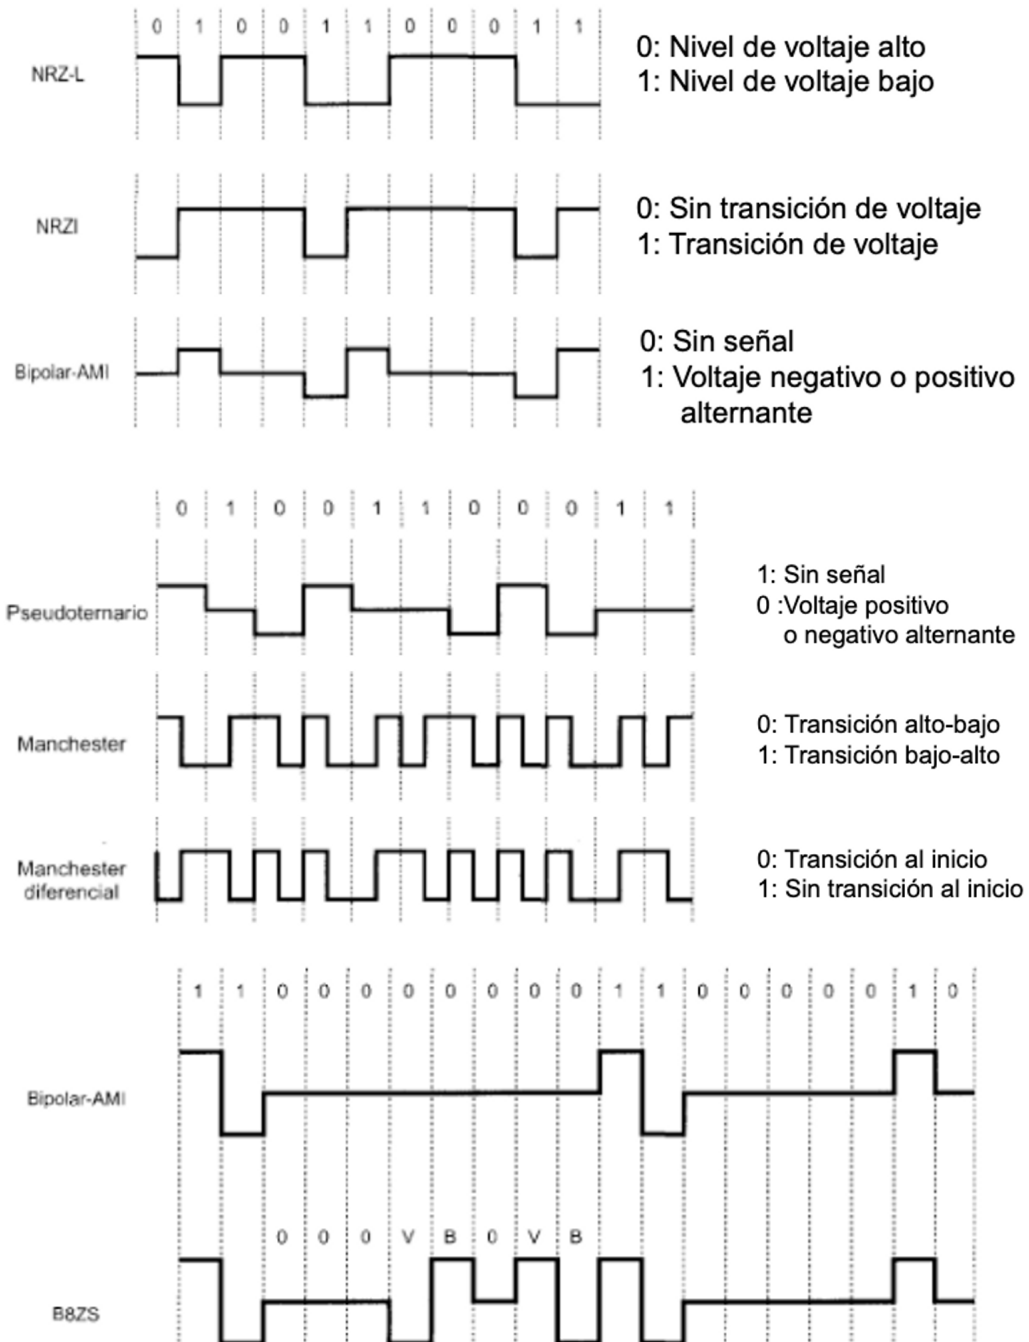 0 1 0 0 1 1 0 0 0 1 1
NRZ-L
0: Nivel de voltaje alto
1: Nivel de voltaje bajo
NRZI
0: Sin transición de voltaje
1: Transición de voltaje
Bipolar-AMI
0: Sin señal
1: Voltaje negativo o positivo
alternante
0 1 0 0 1 1 0 0 0 1 1
Pseudoternario
1: Sin señal
0 :Voltaje positivo
o negativo alternante
Manchester
0: Transición alto-bajo
1: Transición bajo-alto
Manchester
diferencial
0: Transición al inicio
1: Sin transición al inicio
1 1 0 0 0 0 0 0 0 0 1 1 0 0 0 0 0 1 0
Bipolar-AMI
0 0 0 V B 0 V B
B8ZS